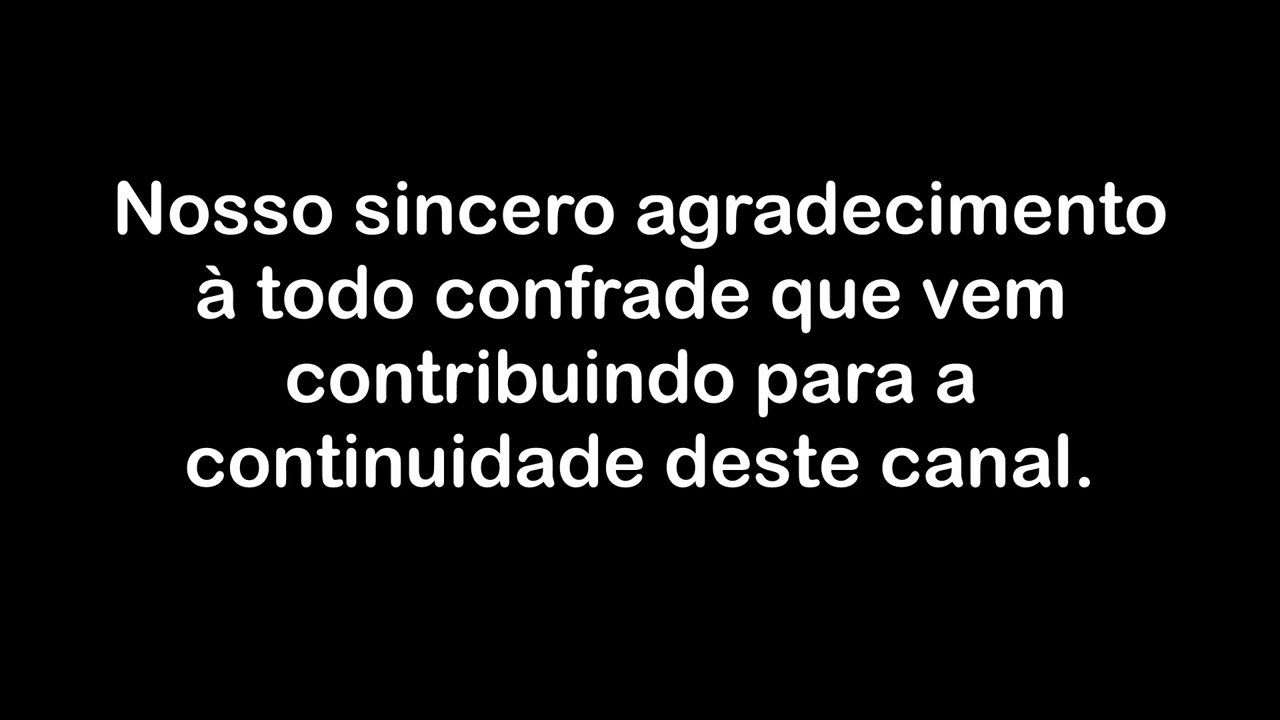 Nosso sincero agradecimento
à todo confrade que vem
contribuindo para a
continuidade deste canal.